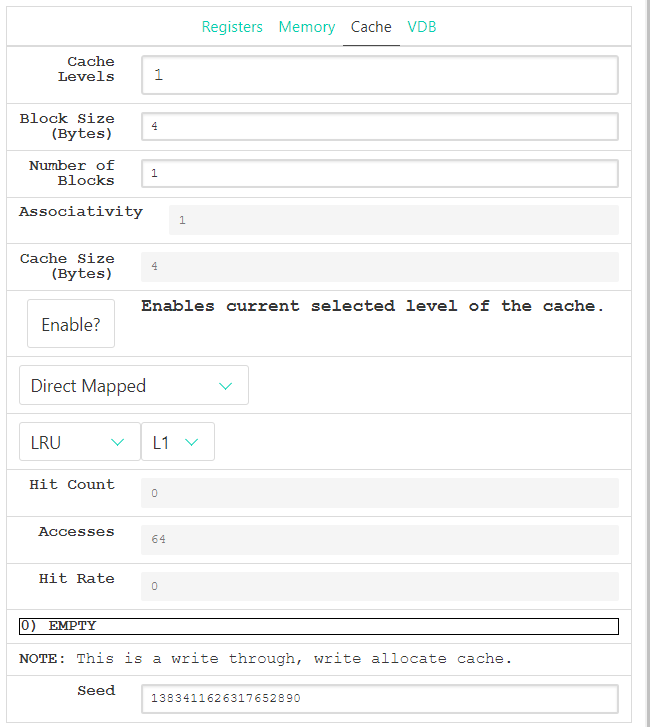 Registers Memory Cache VDB
Cache
Levels
1
Block Size
(Bytes)
4
Number of
Blocks
1
Associativity
1
Cache Size
(Bytes)
4
Enable?
Enables current selected level of the cache.
Direct Mapped
LRU L1
Hit Count
0
Accesses
64
Hit Rate
0
0) EMPTY
NOTE: This is a write through, write allocate cache.
Seed
1383411626317652890